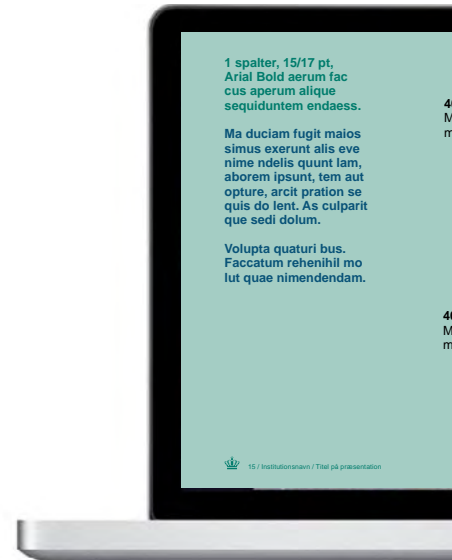 1 spalter, 15/17 pt,
Arial Bold aerum fac
cus aperum alique
sequiduntem endaess.
Ma duciam fugit maios
simus exerunt alis eve
nime ndelis quunt lam,
aborem ipsunt, tem aut
opture, arcit pration se
quis do lent. As culparit
que sedi dolum.
Volupta quaturi bus.
Faccatum rehenihil mo
lut quae nimendendam.
15 / Institutionsnavn / Titel på præsentation